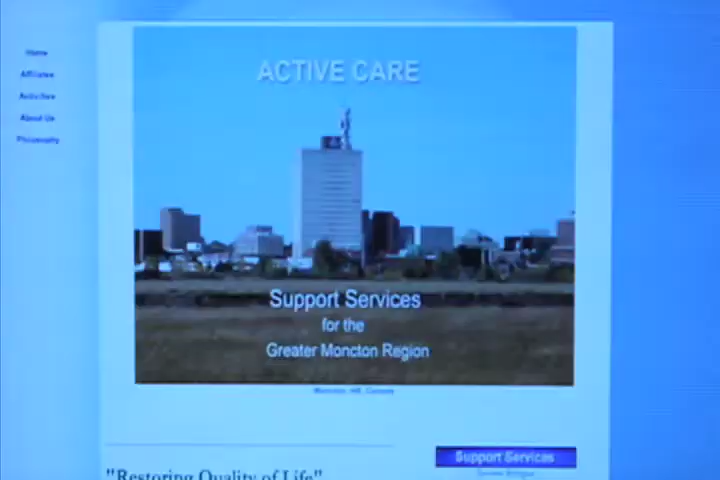 Home
Affiliates
Activities
About Us
Philosophy
ACTIVE CARE
Support Services
for the
Greater Moncton Region
Moncton, NB, Canada
Support Services
"Restoring Quality of Life"